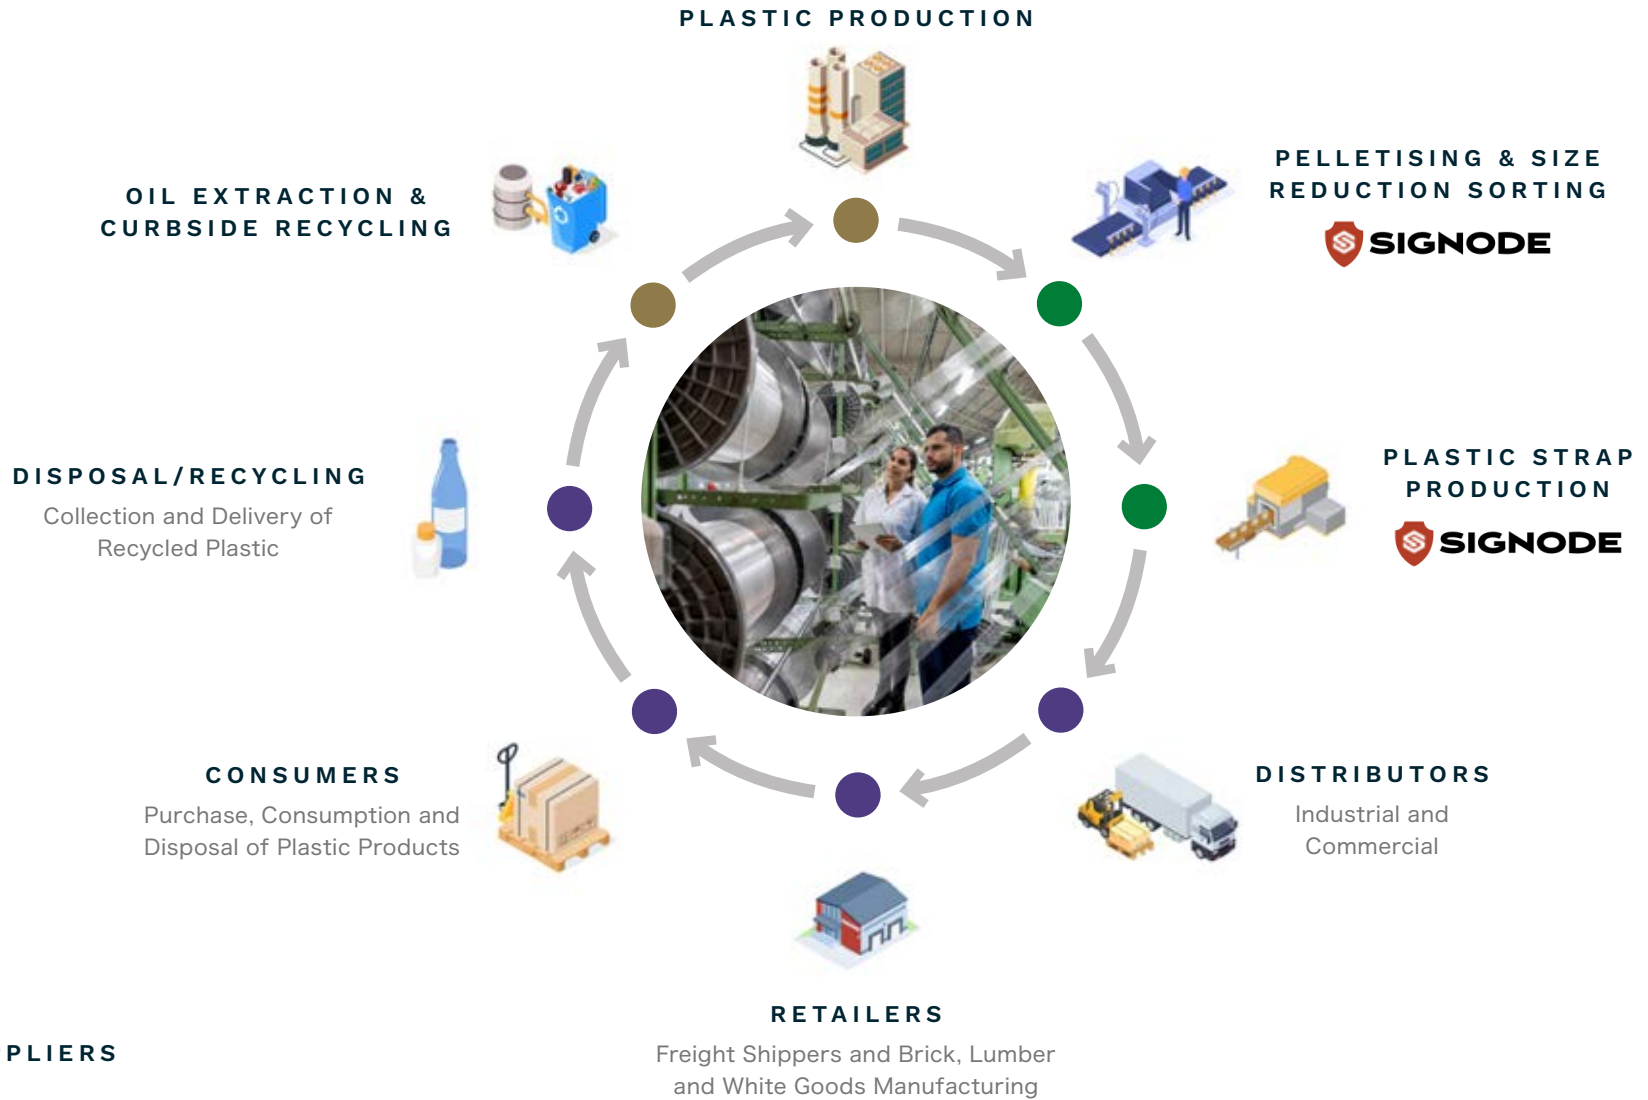 PLASTIC PRODUCTION
PELLETISING & SIZE
REDUCTION SORTING
SIGNODE
OIL EXTRACTION &
CURBSIDE RECYCLING
PLASTIC STRAP
PRODUCTION
SIGNODE
DISPOSAL/RECYCLING
Collection and Delivery of
Recycled Plastic
DISTRIBUTORS
Industrial and
Commercial
CONSUMERS
Purchase, Consumption and
Disposal of Plastic Products
RETAILERS
Freight Shippers and Brick, Lumber
and White Goods Manufacturing
PLIERS